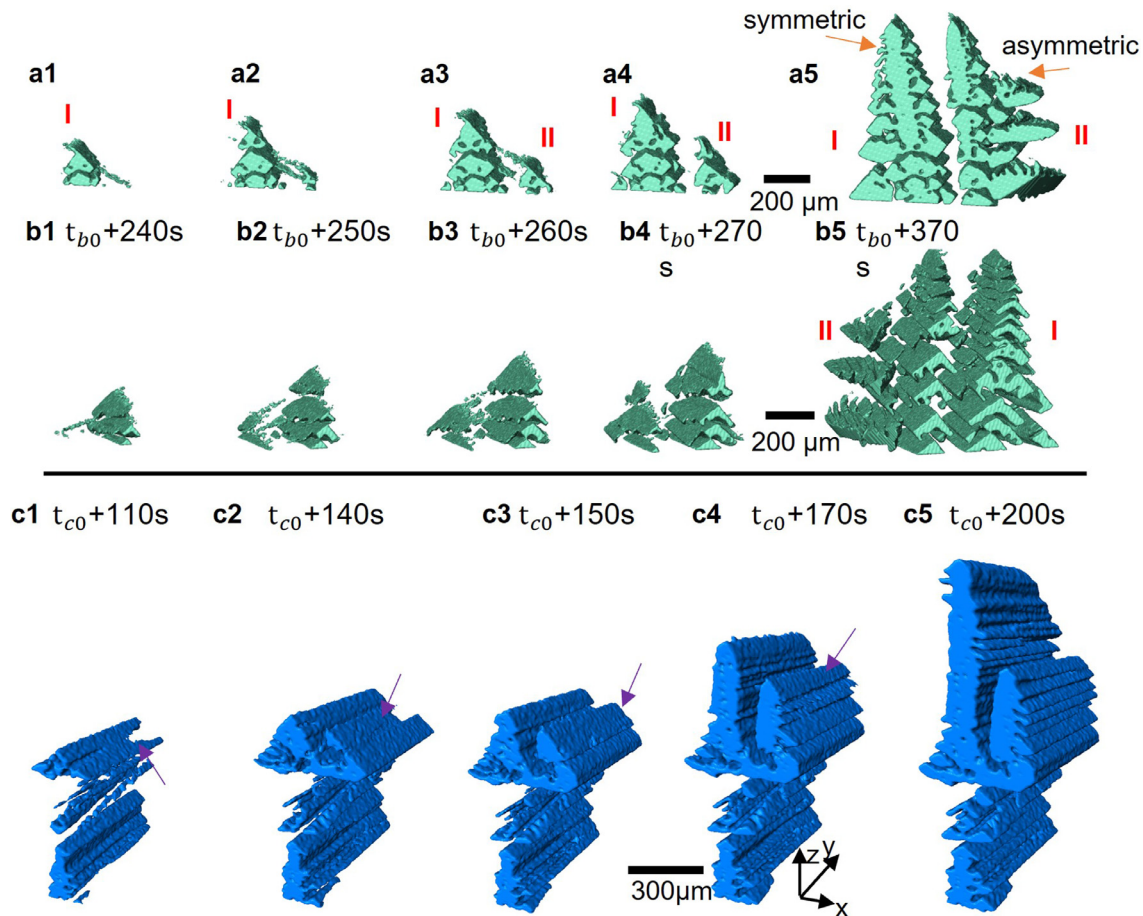 symmetric
asymmetric
a1 a2 a3 a4 a5
I I I II I II I II
200 μm
b1 t_b0+240s b2 t_b0+250s b3 t_b0+260s b4 t_b0+270 s b5 t_b0+370 s
II I
200 μm
c1 t_c0+110s c2 t_c0+140s c3 t_c0+150s c4 t_c0+170s c5 t_c0+200s
z y
x
300μm